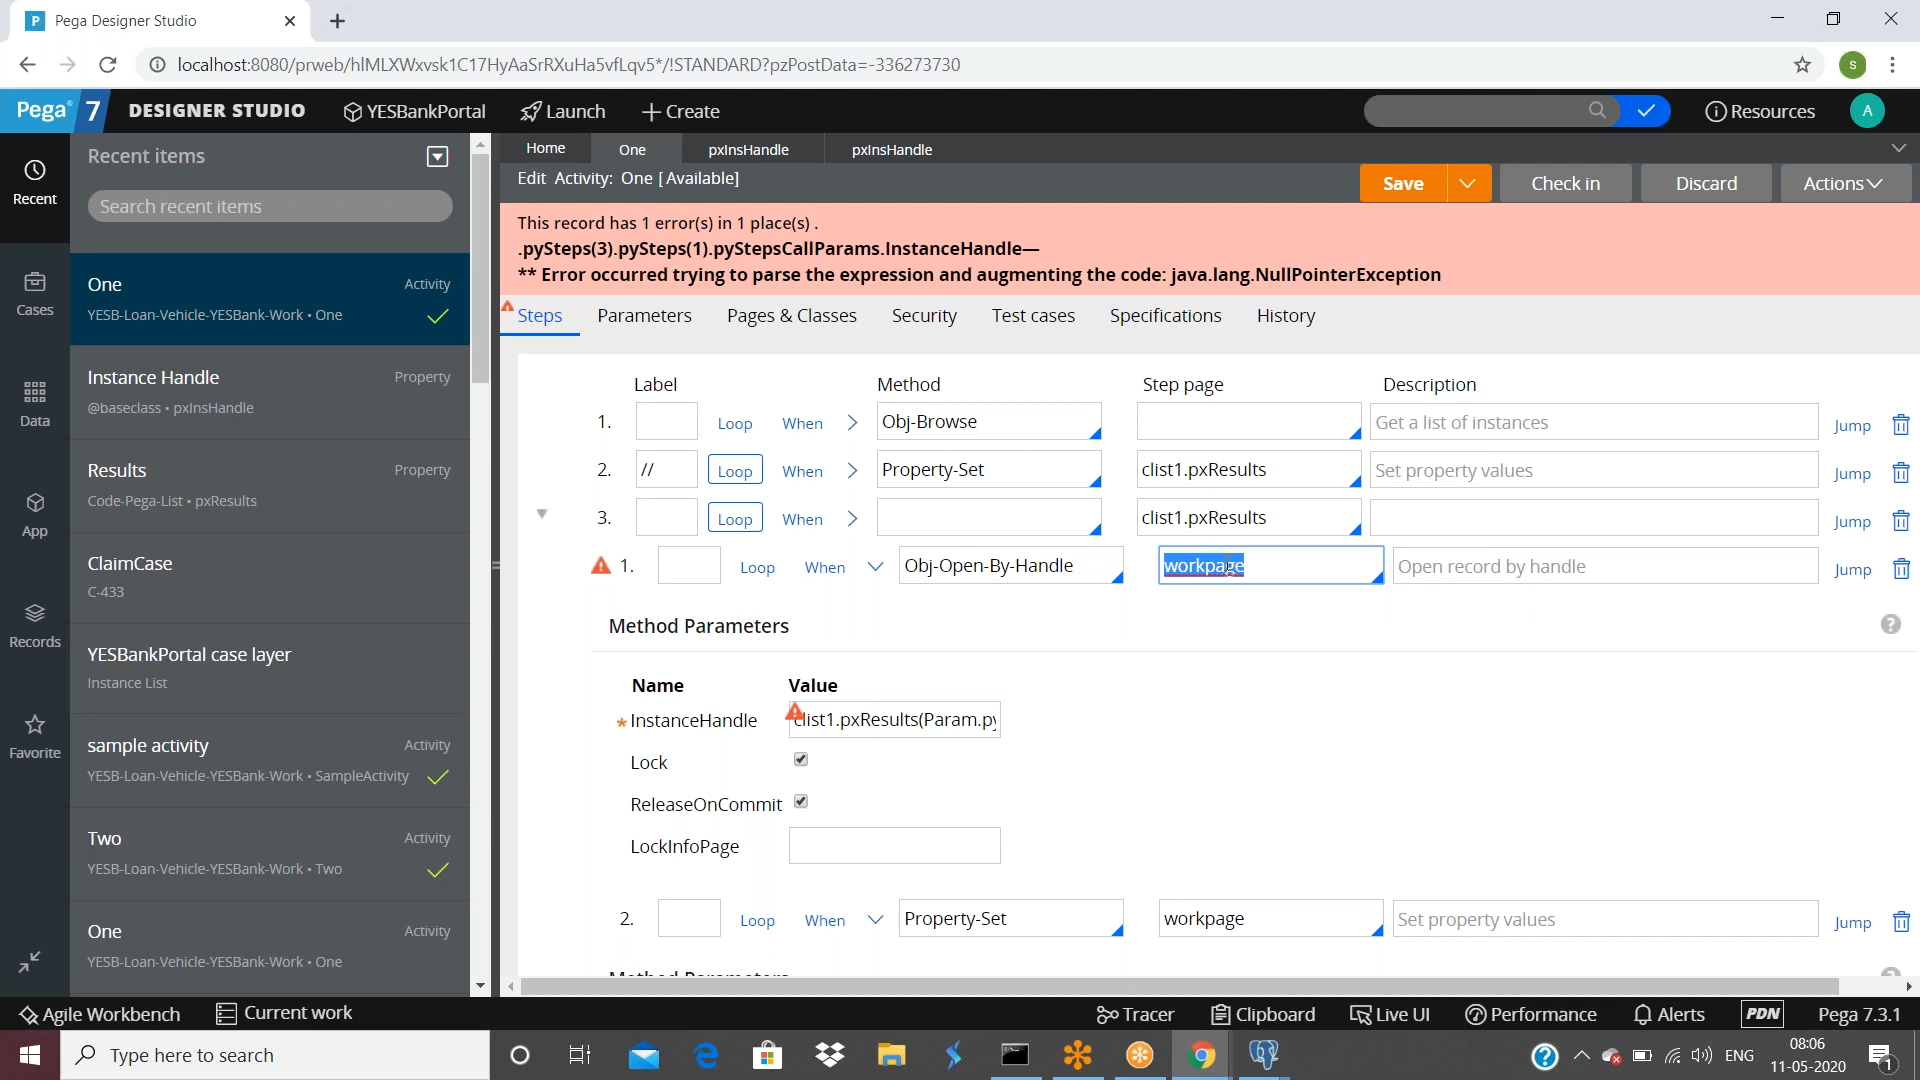 P Pega Designer Studio
localhost:8080/prweb/hlMLXWxvsk1C17HyAaSrRXuHa5vfLqv5*/!STANDARD?pzPostData=-336273730
s
Pega 7 DESIGNER STUDIO YESBankPortal Launch Create Resources A
Recent items
Search recent items
Recent
Cases
Data
App
Records
Favorite
One Activity
YESB-Loan-Vehicle-YESBank-Work • One
Instance Handle Property
@baseclass • pxInsHandle
Results Property
Code-Pega-List • pxResults
ClaimCase
C-433
YESBankPortal case layer
Instance List
sample activity Activity
YESB-Loan-Vehicle-YESBank-Work • SampleActivity
Two Activity
YESB-Loan-Vehicle-YESBank-Work • Two
One Activity
YESB-Loan-Vehicle-YESBank-Work • One
Home One pxInsHandle pxInsHandle
Edit Activity: One [ Available]
Save Check in Discard Actions
This record has 1 error(s) in 1 place(s) .
.pySteps(3).pySteps(1).pyStepsCallParams.InstanceHandle—
** Error occurred trying to parse the expression and augmenting the code: java.lang.NullPointerException
Steps Parameters Pages & Classes Security Test cases Specifications History
Label Method Step page Description
1. Loop When Obj-Browse Get a list of instances Jump
2. // Loop When Property-Set clist1.pxResults Set property values Jump
3. Loop When clist1.pxResults Jump
1. Loop When Obj-Open-By-Handle workpage Open record by handle Jump
Method Parameters ?
Name Value
* InstanceHandle clist1.pxResults(Param.py
Lock
ReleaseOnCommit
LockInfoPage
2. Loop When Property-Set workpage Set property values Jump
Method Parameters
Agile Workbench Current work Tracer Clipboard Live UI Performance Alerts PDN Pega 7.3.1
Type here to search ENG 08:06
11-05-2020
1